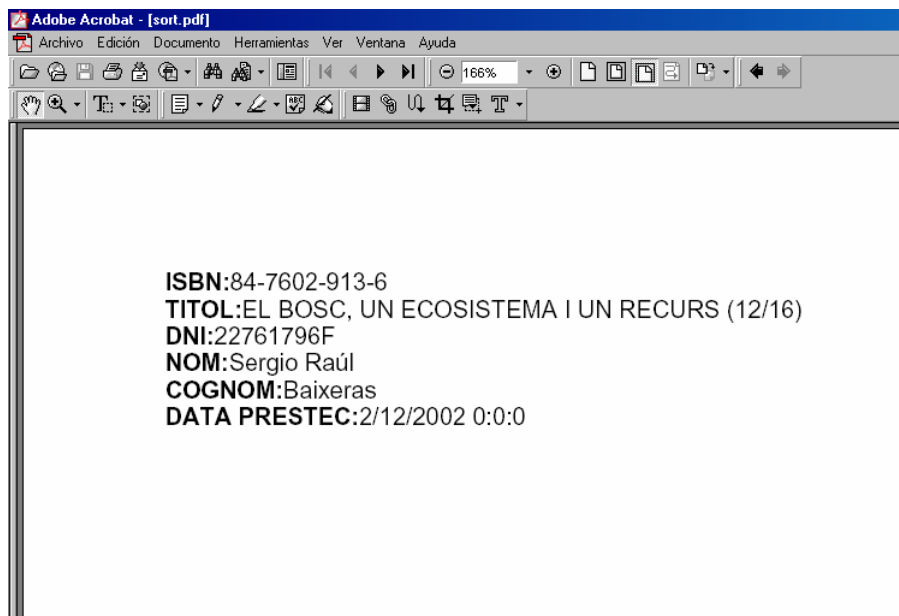 Adobe Acrobat - [sort.pdf]
Archivo Edición Documento Herramientas Ver Ventana Ayuda
166%
ISBN:84-7602-913-6
TITOL:EL BOSC, UN ECOSISTEMA I UN RECURS (12/16)
DNI:22761796F
NOM:Sergio Raúl
COGNOM:Baixeras
DATA PRESTEC:2/12/2002 0:0:0